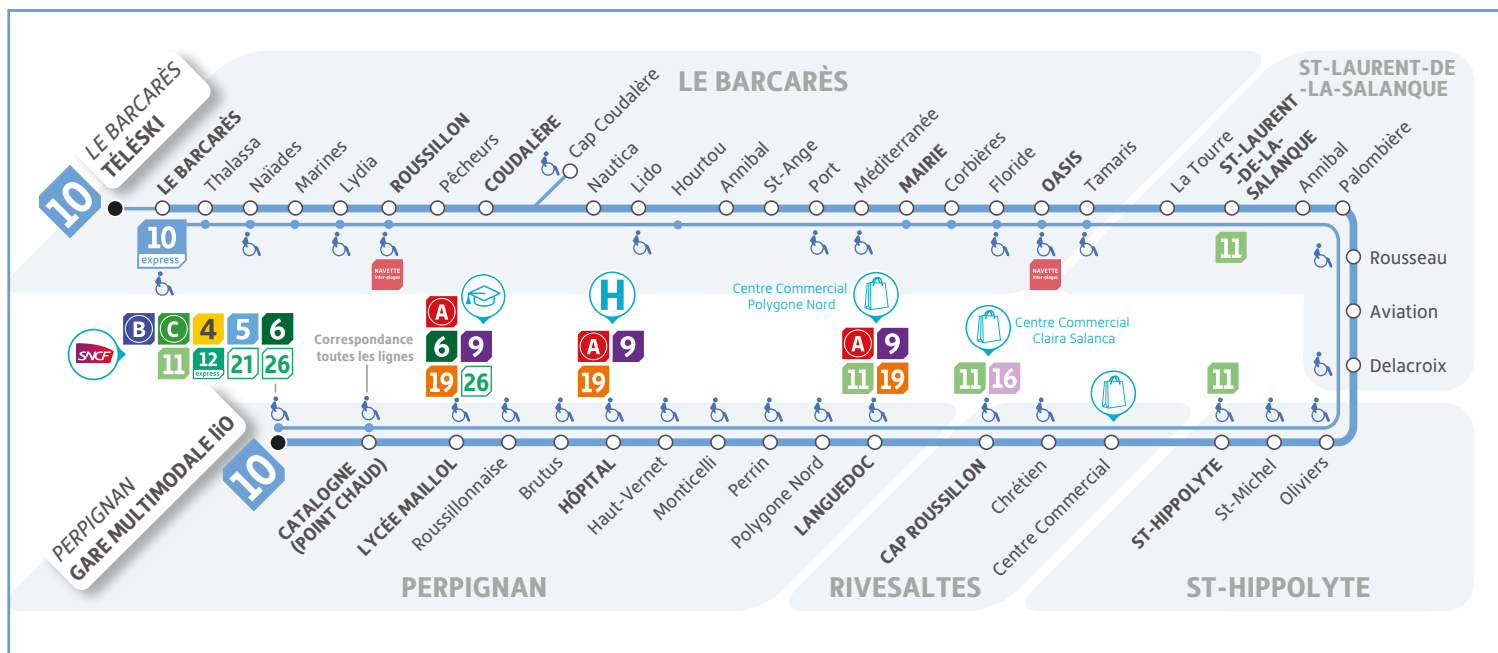 LE BARCARÈS
ST-LAURENT-DE
-LA-SALANQUE
10
LE BARCARÈS
TÉLÉSKI
LE BARCARÈS
Thalassa
Naïades
Marines
Lydia
ROUSSILLON
Pêcheurs
COUDALÈRE
Cap Coudalère
Nautica
Lido
Hourtou
Annibal
St-Ange
Port
Méditerranée
MAIRIE
Corbières
Floride
OASIS
Tamaris
La Tourre
ST-LAURENT
-DE-LA-
SALANQUE
Annibal
Palombière
10
express
NAVETTE
inter-plages
NAVETTE
inter-plages
11
Rousseau
Aviation
Delacroix
SNCF
B C 4 5 6
11 12 express 21 26
Correspondance
toutes les lignes
A
6 9
19 26
H
A 9
19
Centre Commercial
Polygone Nord
A 9
11 19
Centre Commercial
Claira Salanca
11 16
11
10
PERPIGNAN
GARE MULTIMODALE liO
CATALOGNE
(POINT CHAUD)
LYCÉE MAILLOL
Roussillonnaise
Brutus
HÔPITAL
Haut-Vernet
Monticelli
Perrin
Polygone Nord
LANGUEDOC
CAP ROUSSILLON
Chrétien
Centre Commercial
ST-HIPPOLYTE
St-Michel
Oliviers
PERPIGNAN
RIVESALTES
ST-HIPPOLYTE